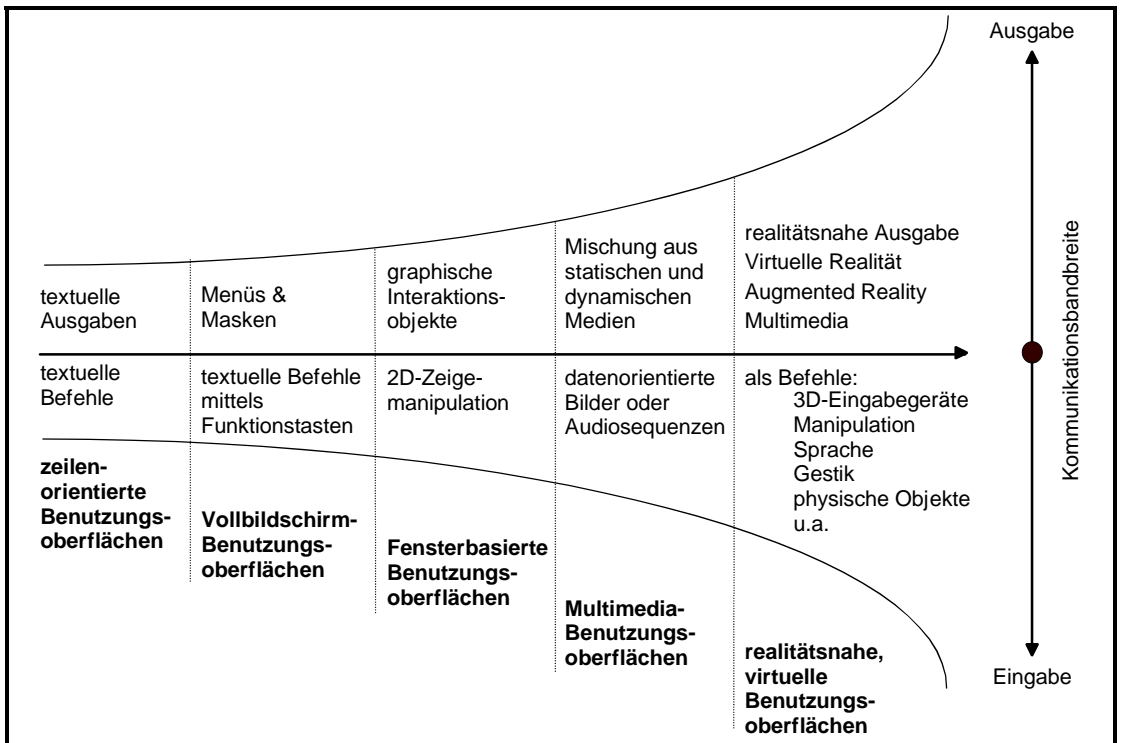 Ausgabe
textuelle
Ausgaben
Menüs &
Masken
graphische
Interaktions-
objekte
Mischung aus
statischen und
dynamischen
Medien
realitätsnahe Ausgabe
Virtuelle Realität
Augmented Reality
Multimedia
textuelle
Befehle
textuelle Befehle
mittels
Funktionstasten
2D-Zeige-
manipulation
datenorientierte
Bilder oder
Audiosequenzen
als Befehle:
3D-Eingabegeräte
Manipulation
Sprache
Gestik
physische Objekte
u.a.
zeilen-
orientierte
Benutzungs-
oberflächen
Vollbildschirm-
Benutzungs-
oberflächen
Fensterbasierte
Benutzungs-
oberflächen
Multimedia-
Benutzungs-
oberflächen
realitätsnahe,
virtuelle
Benutzungs-
oberflächen
Kommunikationsbandbreite
Eingabe